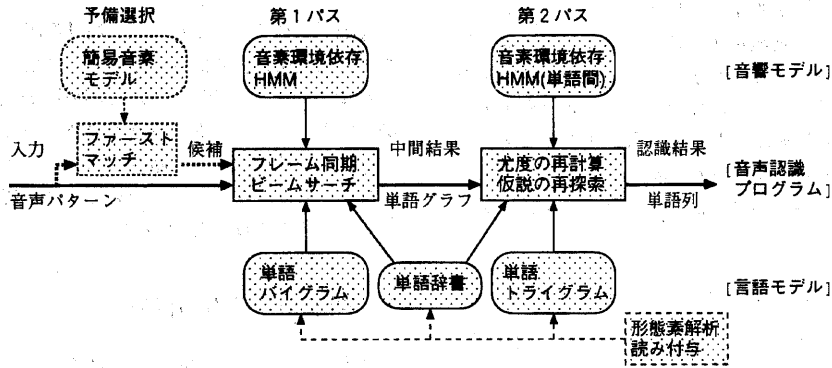 予備選択
第1パス
第2パス
簡易音素
モデル
音素環境依存
HMM
音素環境依存
HMM(単語間)
[音響モデル]
入力
ファースト
マッチ
候補
フレーム同期
ビームサーチ
中間結果
尤度の再計算
仮説の再探索
認識結果
[音声認識
プログラム]
音声パターン
単語グラフ
単語列
単語
バイグラム
単語辞書
単語
トライグラム
[言語モデル]
形態素解析
読み付与